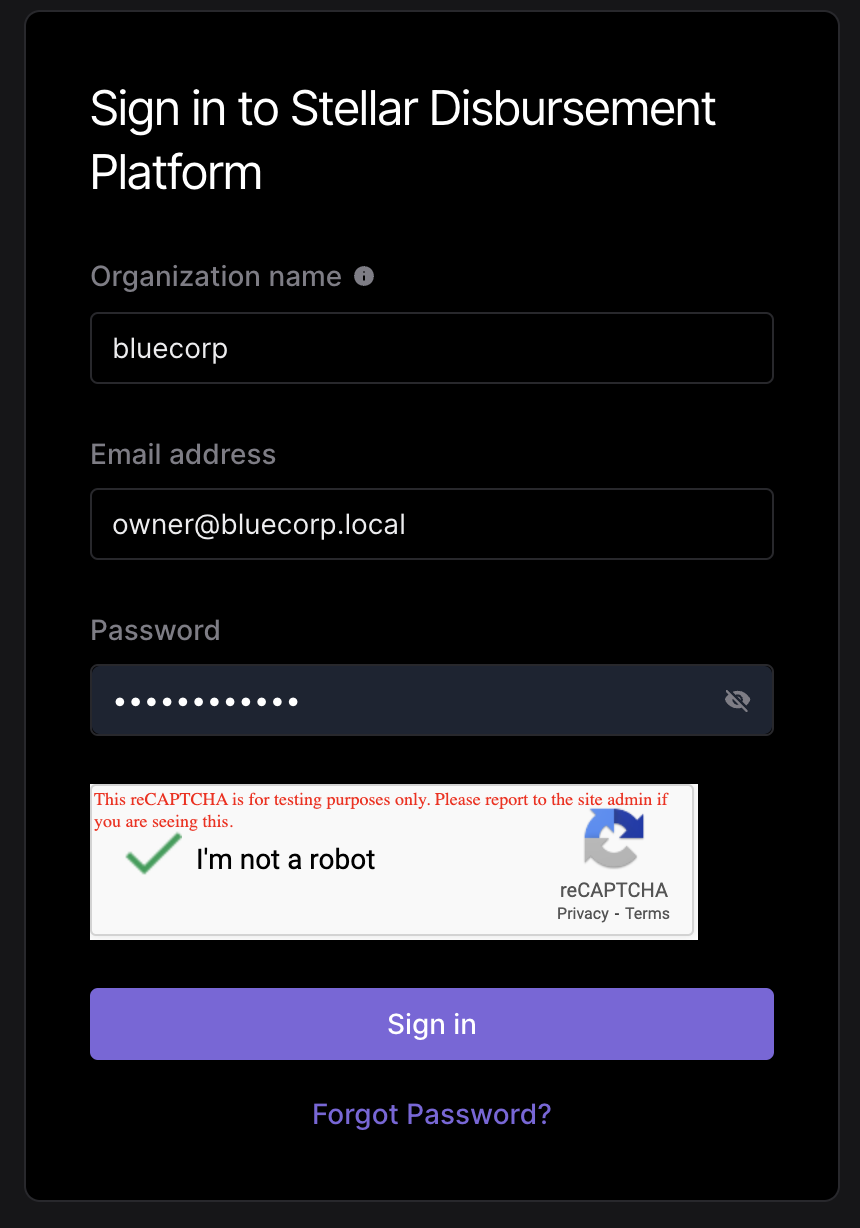 Sign in to Stellar Disbursement
Platform
Organization name
bluecorp
Email address
owner@bluecorp.local
Password
••••••••••••
This reCAPTCHA is for testing purposes only. Please report to the site admin if
you are seeing this.
I'm not a robot
reCAPTCHA
Privacy - Terms
Sign in
Forgot Password?